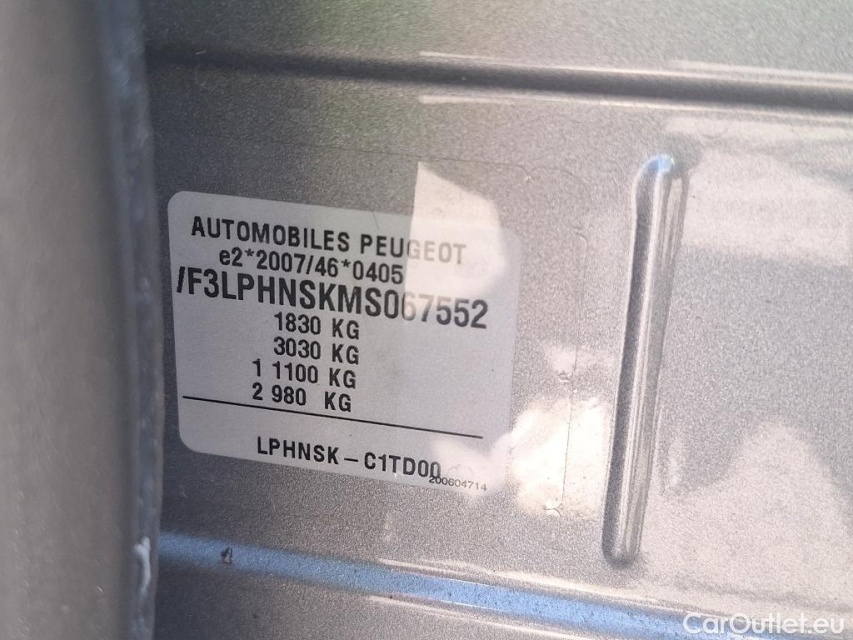 AUTOMOBILES PEUGEOT
e2*2007/46*0405
/F3LPHNSKMS067552
1830 KG
3030 KG
1 1100 KG
2 980 KG
LPHNSK-C1TD00
200604714
CarOutlet.eu